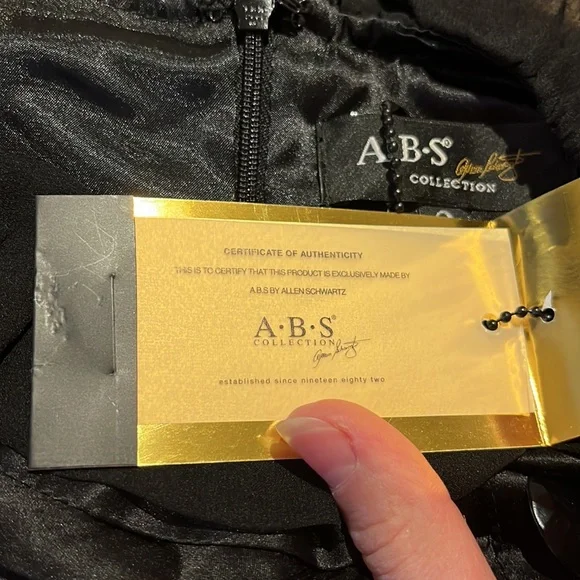 A.B.S®
COLLECTION
CERTIFICATE OF AUTHENTICITY
THIS IS TO CERTIFY THAT THIS PRODUCT IS EXCLUSIVELY MADE BY
A.B.S BY ALLEN SCHWARTZ
A·B·S®
COLLECTION
established since nineteen eighty two